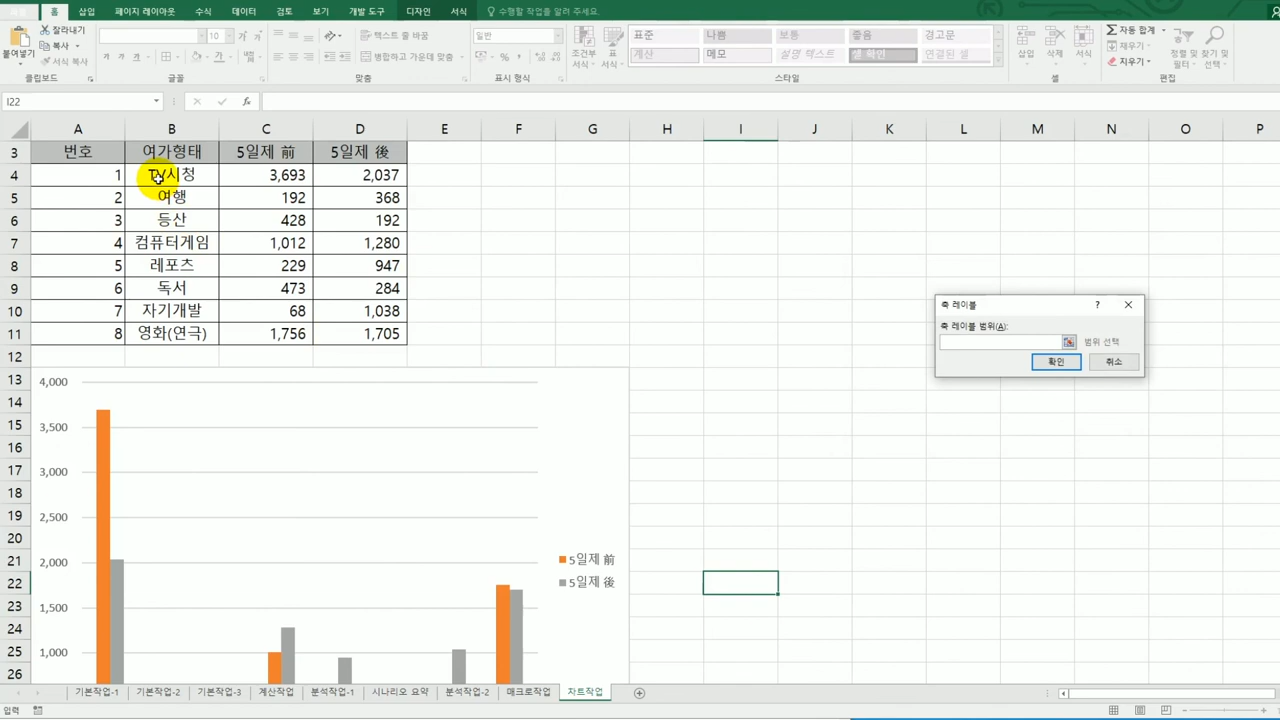 홈 삽입 페이지 레이아웃 수식 데이터 검토 보기 개발 도구 디자인 서식 수행할 작업을 알려 주세요.
붙여넣기 잘라내기 복사 서식 복사
클립보드
10
가 가 가
글꼴
텍스트 줄
병합하고 가운데 맞춤
맞춤
일반
표시 형식
조건부 서식
서식
표준 나쁨 보통 좋음 경고문
계산 메모 설명 텍스트 셀 확인 연결된 셀
스타일
삽입 삭제 서식
셀
자동 합계 채우기 지우기
정렬 및 필터 찾기 및 선택
편집
I22
fx
A B C D E F G H I J K L M N O P
3 번호 여가형태 5일제 前 5일제 後
4 1 TV시청 3,693 2,037
5 2 여행 192 368
6 3 등산 428 192
7 4 컴퓨터게임 1,012 1,280
8 5 레포츠 229 947
9 6 독서 473 284
10 7 자기개발 68 1,038
11 8 영화(연극) 1,756 1,705
축 레이블 ?
축 레이블 범위(A):
범위 선택
확인 취소
12
13
14
15
16
17
18
19
20
21
22
23
24
25
26
4,000
3,500
3,000
2,500
2,000
1,500
1,000
5일제 前
5일제 後
기본작업-1 기본작업-2 기본작업-3 계산작업 분석작업-1 시나리오 요약 분석작업-2 매크로작업 차트작업
입력